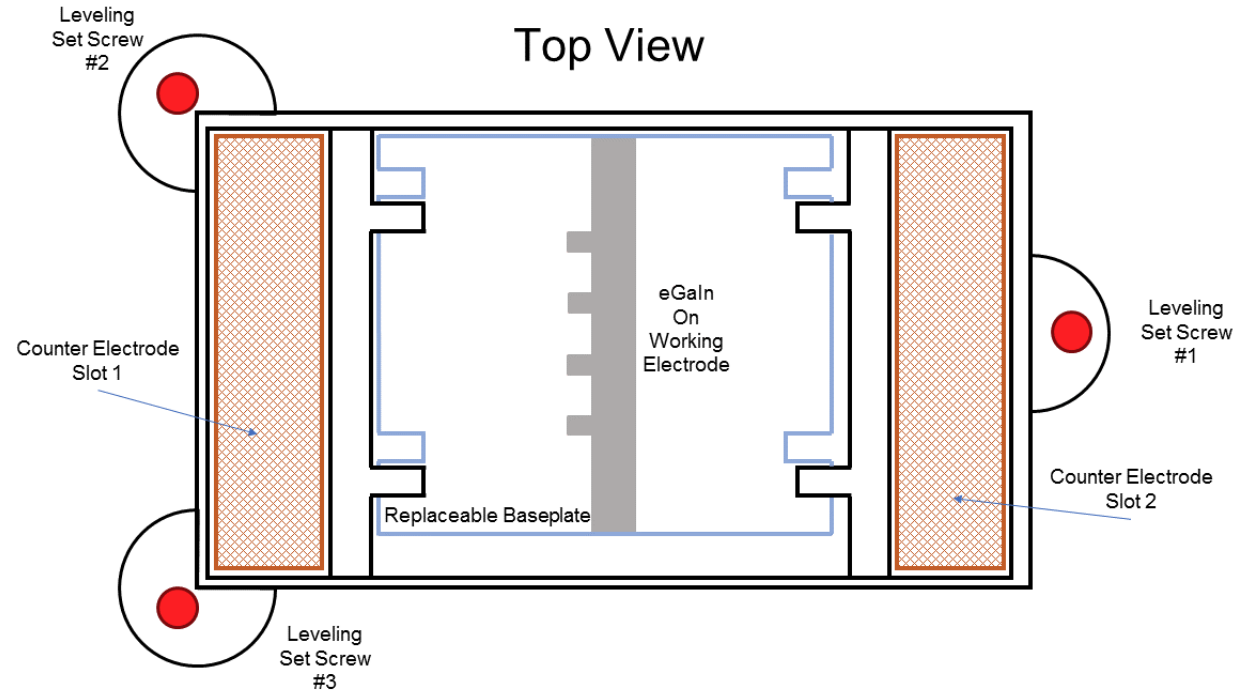 Leveling
Set Screw
#2
Top View
eGaIn
On
Working
Electrode
Leveling
Set Screw
#1
Counter Electrode
Slot 1
Counter Electrode
Slot 2
Replaceable Baseplate
Leveling
Set Screw
#3